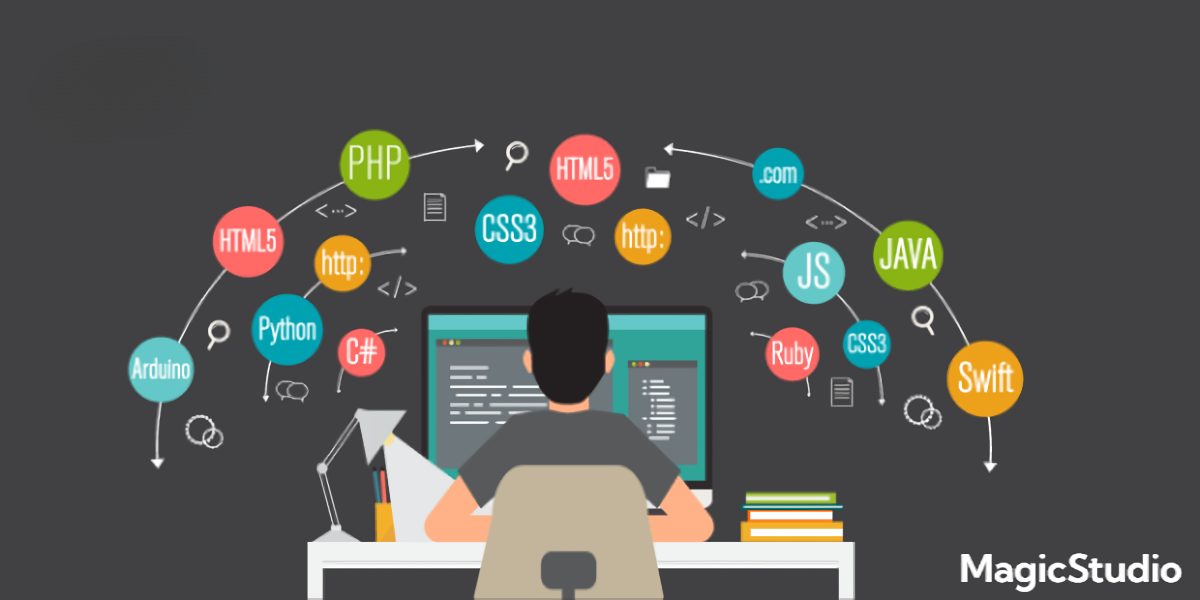 PHP
HTML5
.com
HTML5
CSS3
http:
JAVA
http:
JS
Python
C#
Ruby
CSS3
Arduino
Swift
MagicStudio